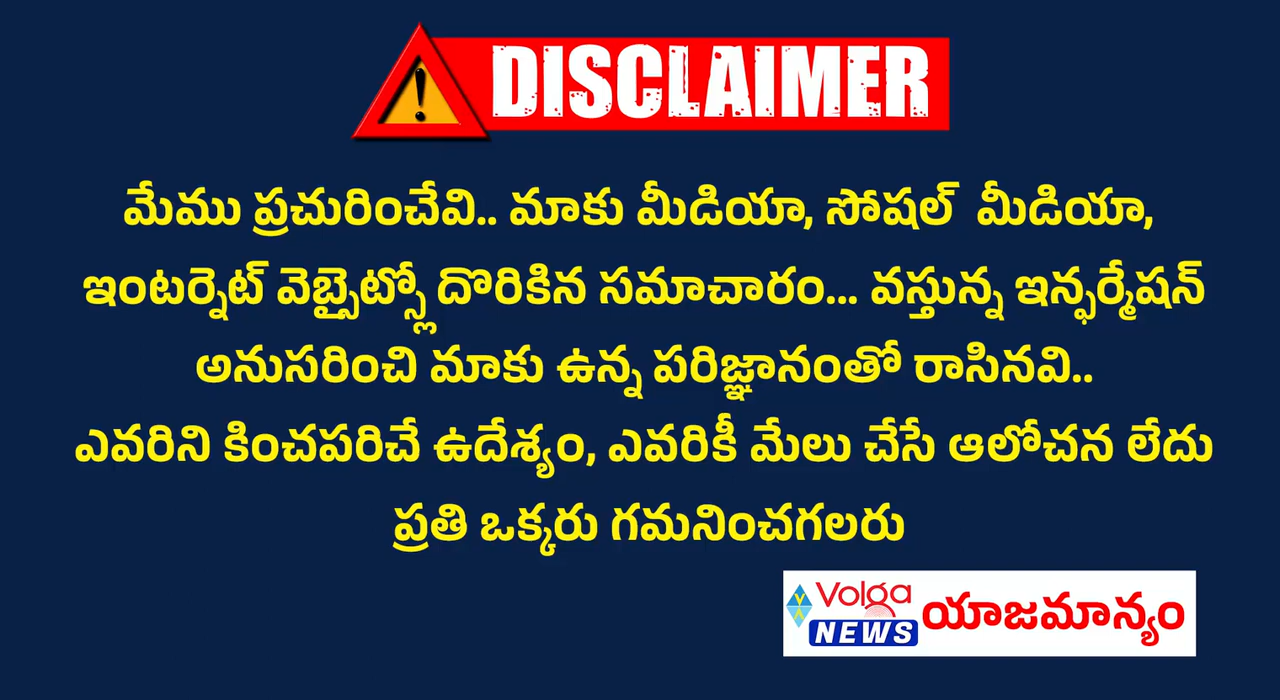 DISCLAIMER
మేము ప్రచురించేవి.. మాకు మీడియా, సోషల్ మీడియా,
ఇంటర్నెట్ వెబ్సైట్స్లో దొరికిన సమాచారం... వస్తున్న ఇన్ఫర్మేషన్
అనుసరించి మాకు ఉన్న పరిజ్ఞానంతో రాసినవి..
ఎవరిని కించపరిచే ఉదేశ్యం, ఎవరికీ మేలు చేసే ఆలోచన లేదు
ప్రతి ఒక్కరు గమనించగలరు
Volga
NEWS యాజమాన్యం